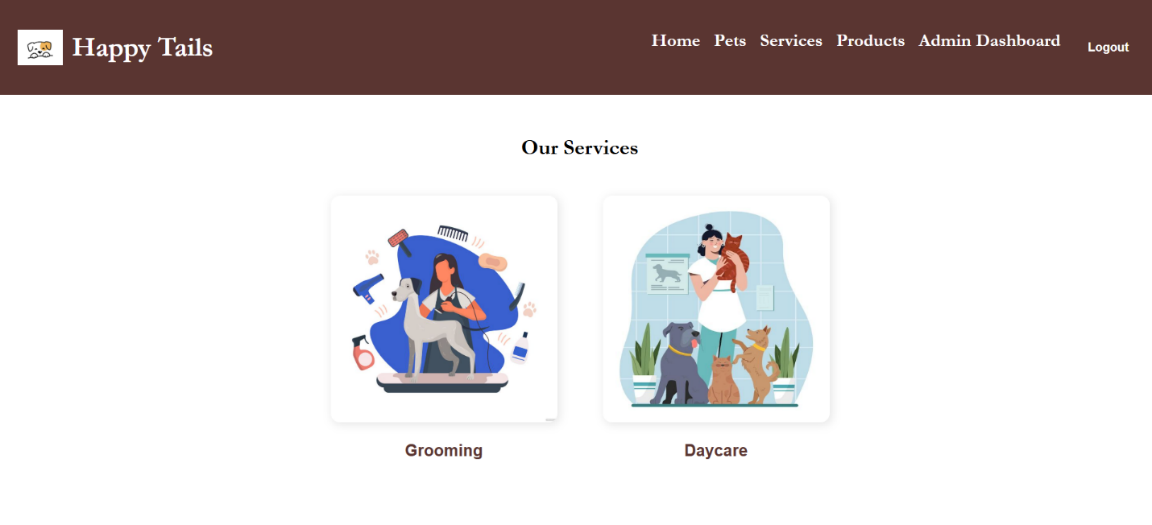 Happy Tails
Home Pets Services Products Admin Dashboard Logout
Our Services
Grooming
Daycare